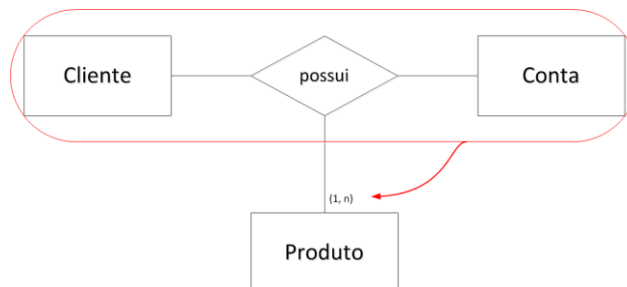 Cliente
possui
Conta
(1, n)
Produto